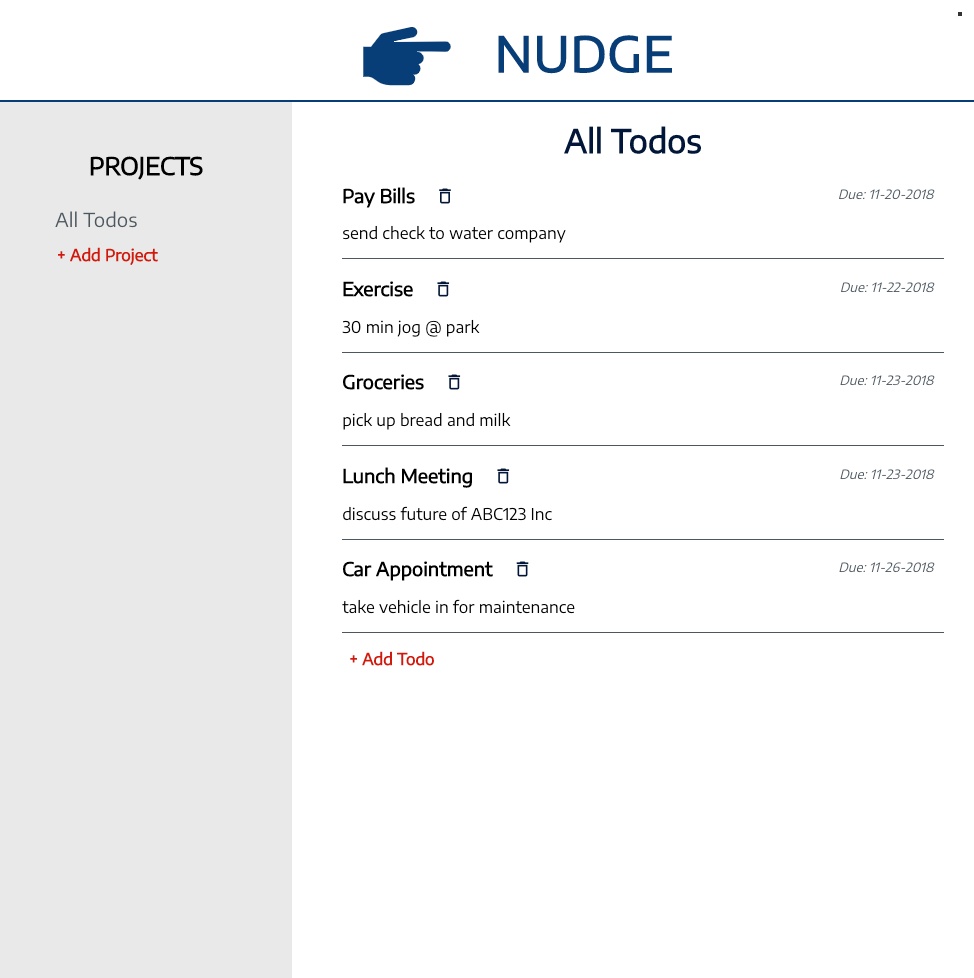 NUDGE
PROJECTS
All Todos
+ Add Project
All Todos
Pay Bills
Due: 11-20-2018
send check to water company
Exercise
Due: 11-22-2018
30 min jog @ park
Groceries
Due: 11-23-2018
pick up bread and milk
Lunch Meeting
Due: 11-23-2018
discuss future of ABC123 Inc
Car Appointment
Due: 11-26-2018
take vehicle in for maintenance
+ Add Todo